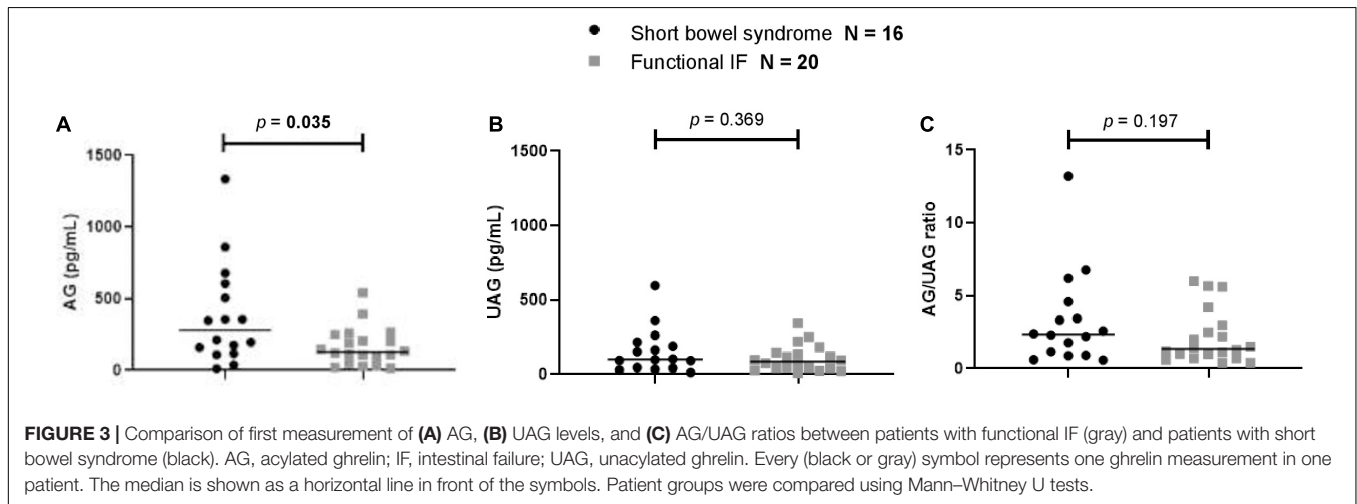 Short bowel syndrome N = 16
Functional IF N = 20
A
p = 0.035
1500
1000
500
0
AG (pg/mL)
B
p = 0.369
1500
1000
500
0
UAG (pg/mL)
C
p = 0.197
15
10
5
0
AG/UAG ratio
FIGURE 3 | Comparison of first measurement of (A) AG, (B) UAG levels, and (C) AG/UAG ratios between patients with functional IF (gray) and patients with short
bowel syndrome (black). AG, acylated ghrelin; IF, intestinal failure; UAG, unacylated ghrelin. Every (black or gray) symbol represents one ghrelin measurement in one
patient. The median is shown as a horizontal line in front of the symbols. Patient groups were compared using Mann–Whitney U tests.